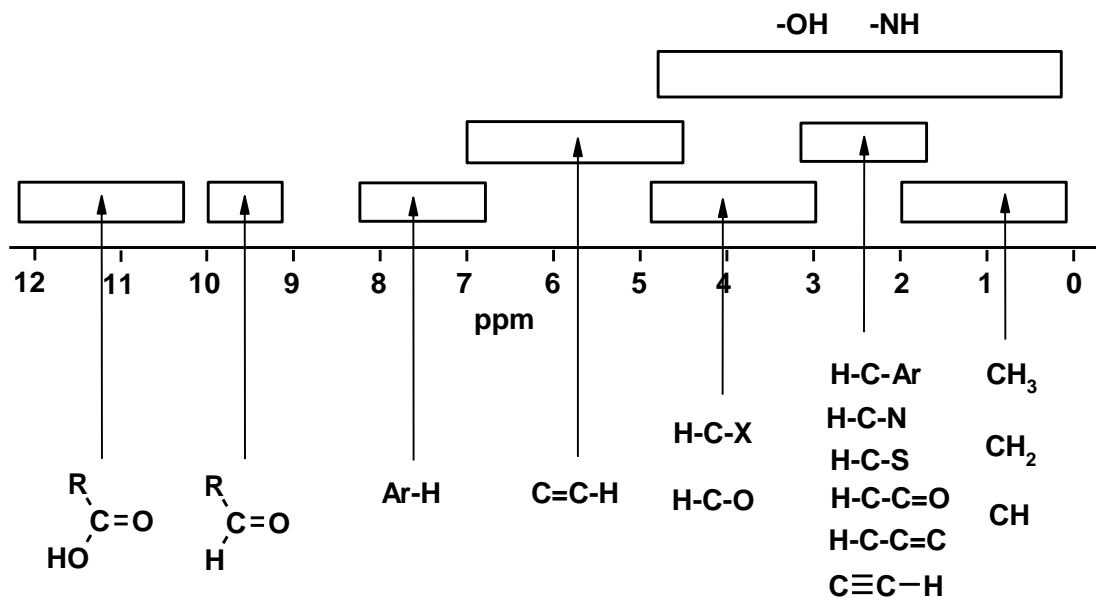 -OH -NH
12 11 10 9 8 7 6 5 4 3 2 1 0
ppm
H-C-Ar CH3
H-C-N
H-C-X
H-C-S CH2
R R Ar-H C=C-H H-C-O H-C-C=O
C=O C=O CH
HO H H-C-C=C
C≡C-H